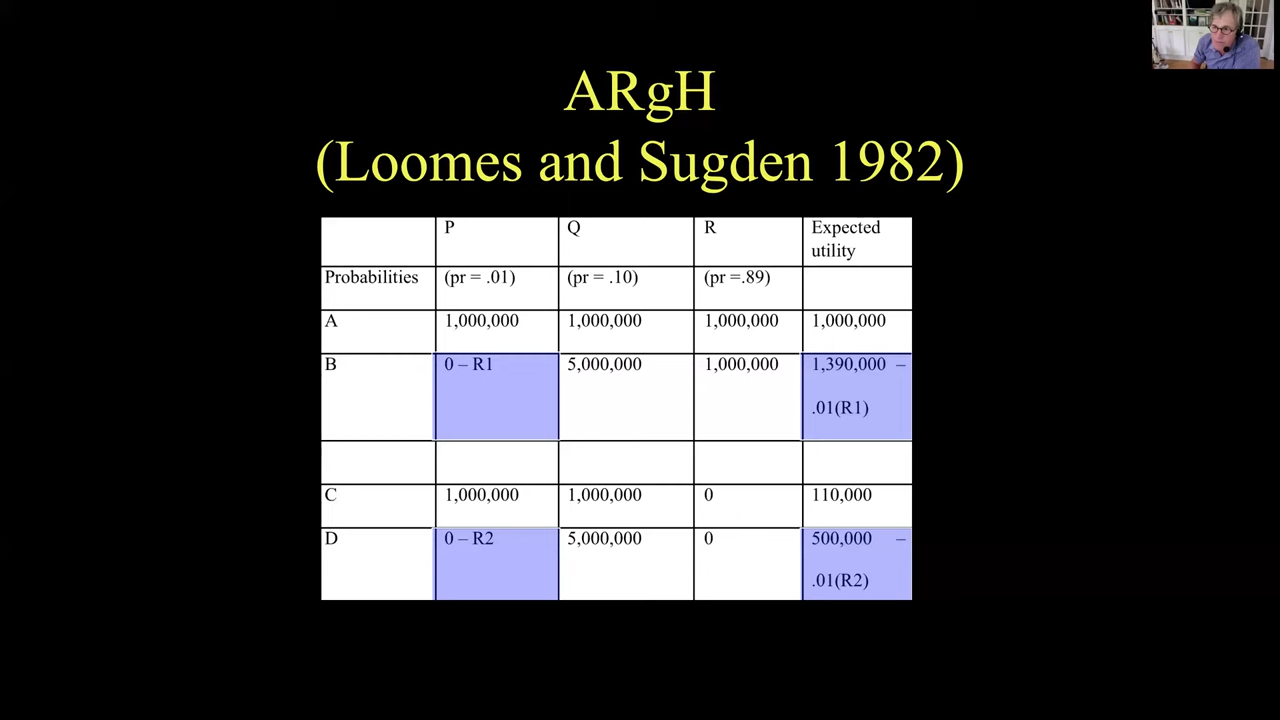 ARgH
(Loomes and Sugden 1982)
P Q R Expected
utility
Probabilities (pr = .01) (pr = .10) (pr =.89)
A 1,000,000 1,000,000 1,000,000 1,000,000
B 0 – R1 5,000,000 1,000,000 1,390,000 –
.01(R1)
C 1,000,000 1,000,000 0 110,000
D 0 – R2 5,000,000 0 500,000 –
.01(R2)